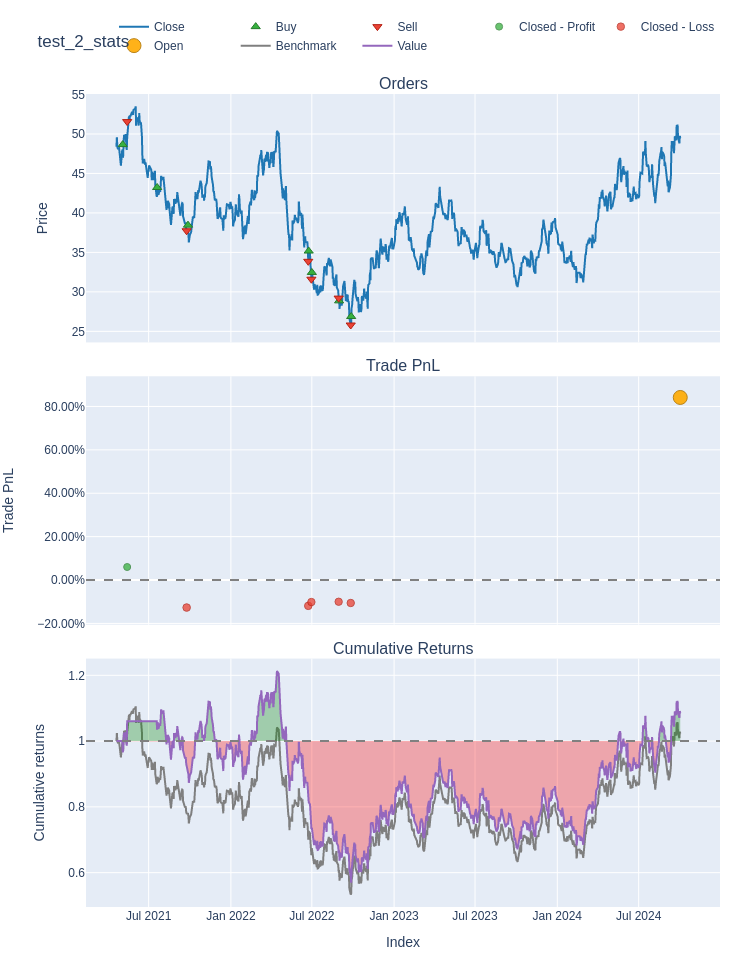 test_2_stats
Close Buy Sell Closed - Profit Closed - Loss
Open Benchmark Value
Orders
55
50
45
40
35
30
25
Price
Trade PnL
80.00%
60.00%
40.00%
20.00%
0.00%
−20.00%
Trade PnL
Cumulative Returns
1.2
1
0.8
0.6
Cumulative returns
Jul 2021 Jan 2022 Jul 2022 Jan 2023 Jul 2023 Jan 2024 Jul 2024
Index